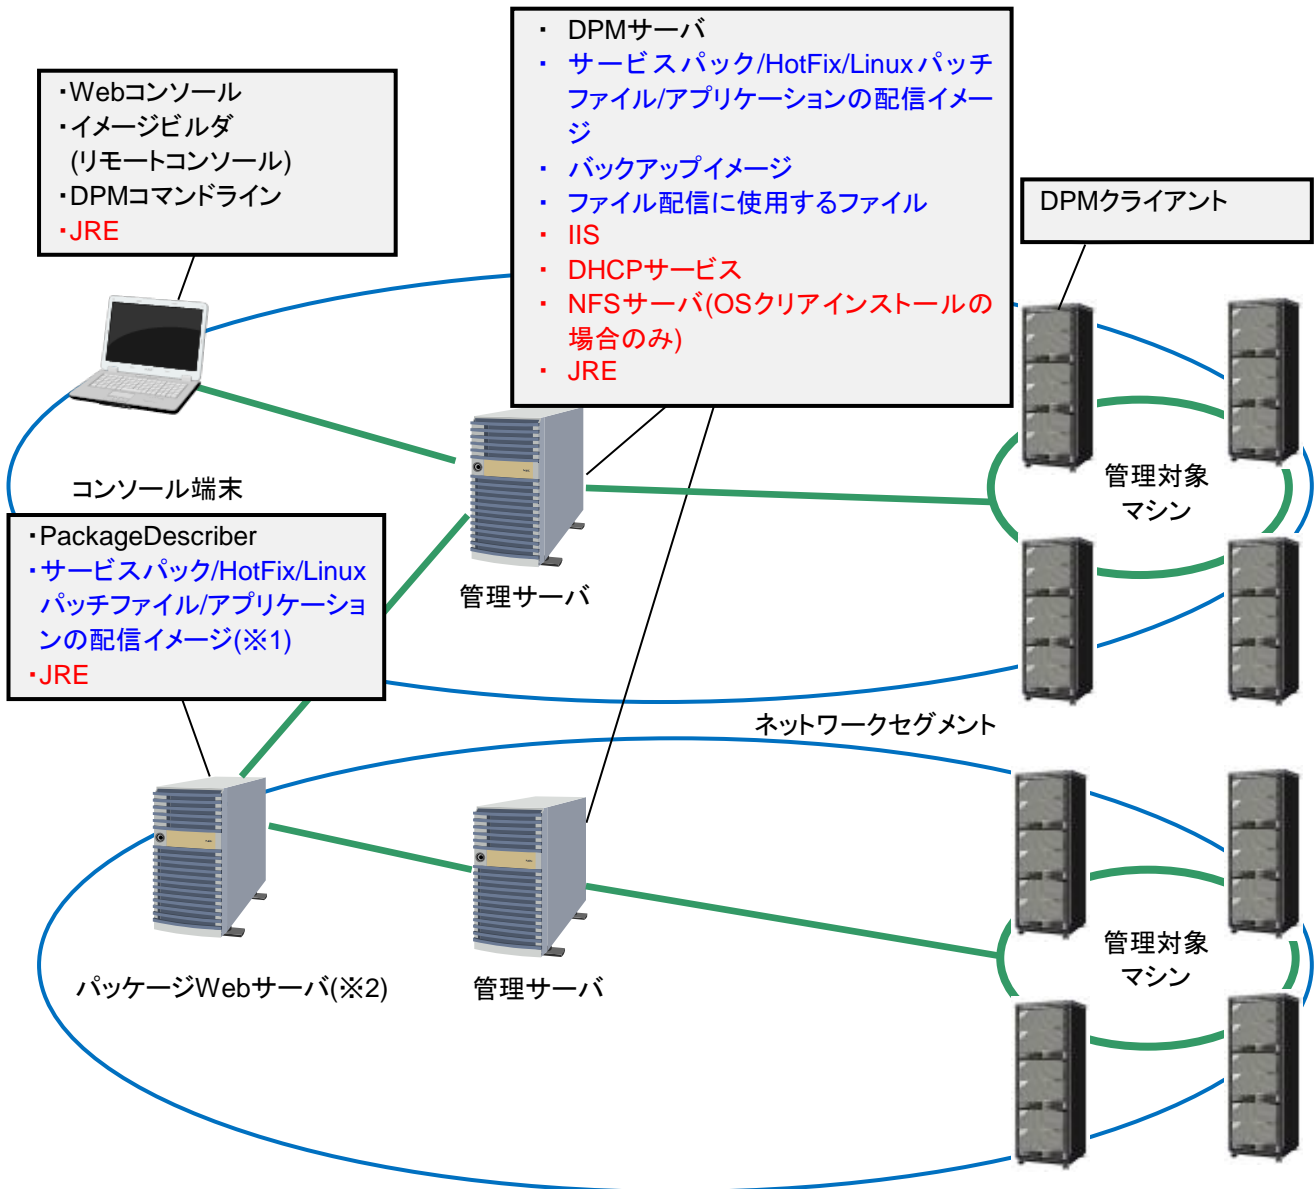 ・ DPMサーバ
・ サービスパック/HotFix/Linux パッチ
ファイル/アプリケーションの配信イメー
ジ
・ バックアップイメージ
・ ファイル配信に使用するファイル
・ IIS
・ DHCPサービス
・ NFSサーバ(OSクリアインストールの
場合のみ)
・ JRE
・Webコンソール
・イメージビルダ
(リモートコンソール)
・DPMコマンドライン
・JRE
DPMクライアント
コンソール端末
管理対象
マシン
・PackageDescriber
・サービスパック/HotFix/Linux
パッチファイル/アプリケーショ
ンの配信イメージ(※1)
・JRE
管理サーバ
ネットワークセグメント
管理対象
マシン
パッケージWebサーバ(※2)
管理サーバ